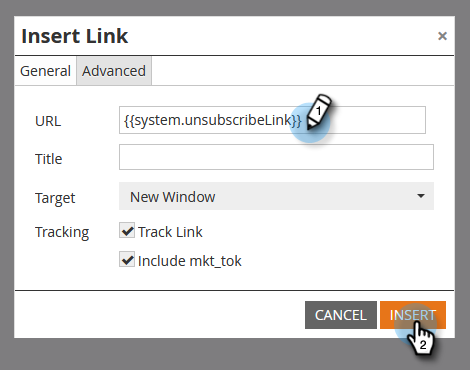 Insert Link ×
General Advanced
URL {{system.unsubscribeLink}} 1
Title
Target New Window
Tracking Track Link
Include mkt_tok
CANCEL INSERT
2